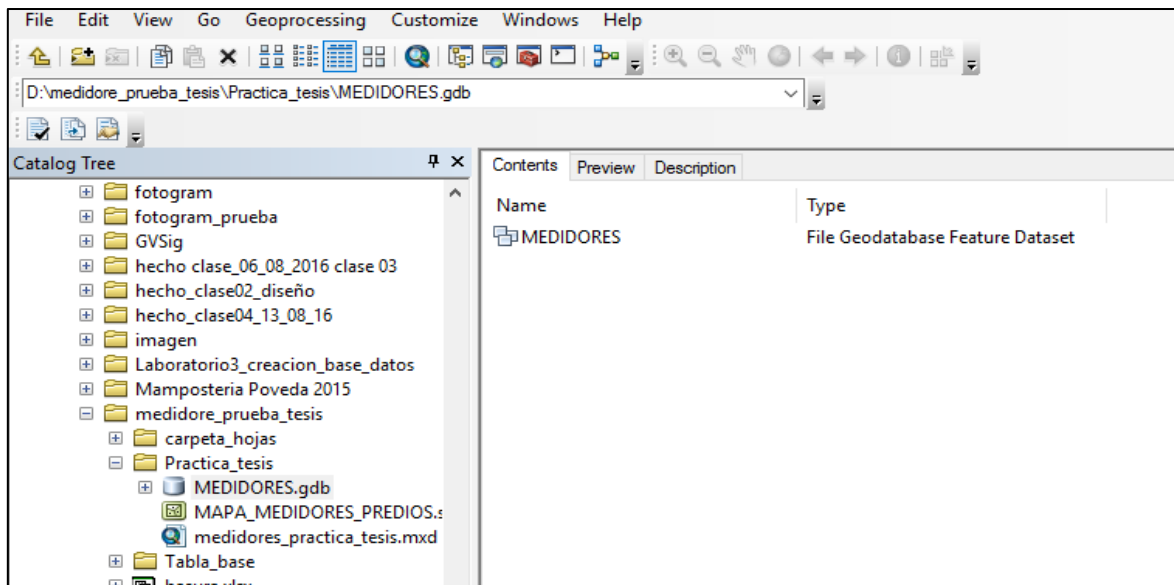 File Edit View Go Geoprocessing Customize Windows Help
D:\medidore_prueba_tesis\Practica_tesis\MEDIDORES.gdb
Catalog Tree
fotogram
fotogram_prueba
GVSig
hecho clase_06_08_2016 clase 03
hecho_clase02_diseño
hecho_clase04_13_08_16
imagen
Laboratorio3_creacion_base_datos
Mamposteria Poveda 2015
medidore_prueba_tesis
carpeta_hojas
Practica_tesis
MEDIDORES.gdb
MAPA_MEDIDORES_PREDIOS.s
medidores_practica_tesis.mxd
Tabla_base
Contents Preview Description
Name Type
MEDIDORES File Geodatabase Feature Dataset